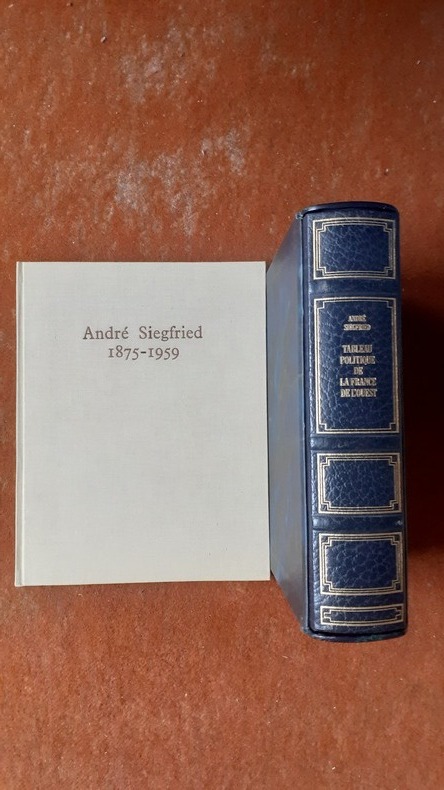 André Siegfried
1875-1959
ANDRÉ
SIEGFRIED
TABLEAU
POLITIQUE
DE
LA FRANCE
DE L'OUEST